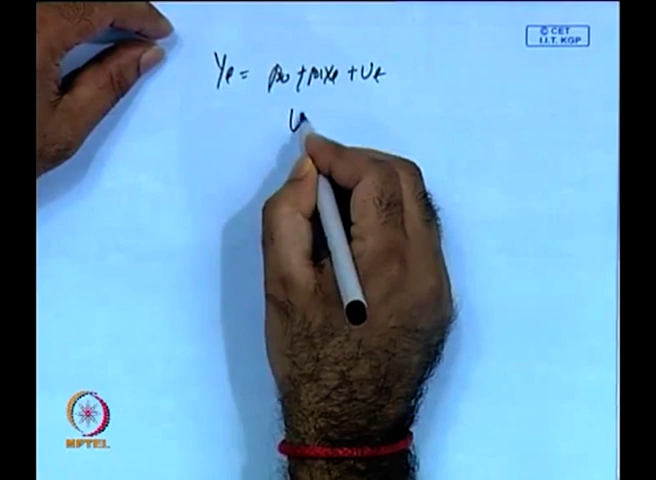 © CET
I.I.T. KGP
Yt = β0 + β1Xt + Ut
U
NPTEL